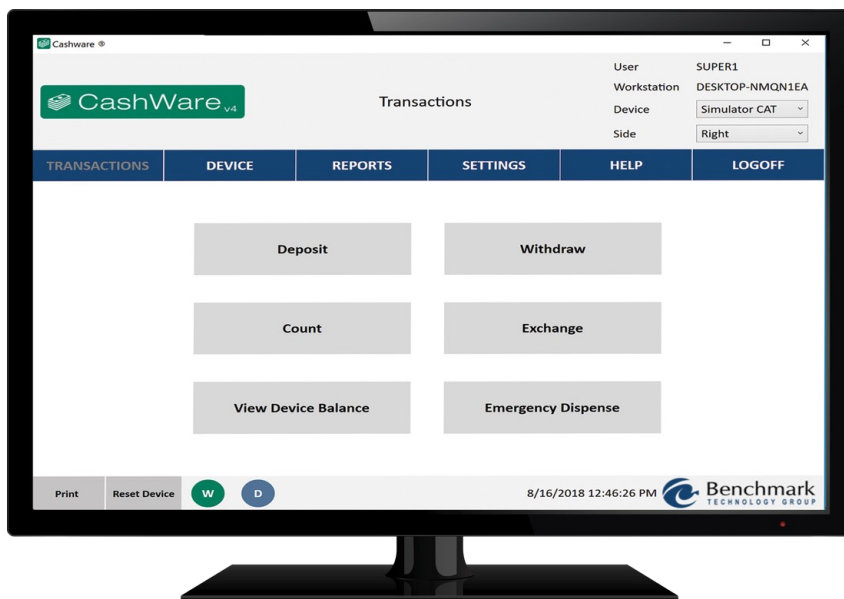 Cashware ®
User SUPER1
Workstation DESKTOP-NMQN1EA
CashWare v4
Transactions
Device Simulator CAT
Side Right
TRANSACTIONS DEVICE REPORTS SETTINGS HELP LOGOFF
Deposit Withdraw
Count Exchange
View Device Balance Emergency Dispense
Print Reset Device W D 8/16/2018 12:46:26 PM Benchmark
TECHNOLOGY GROUP